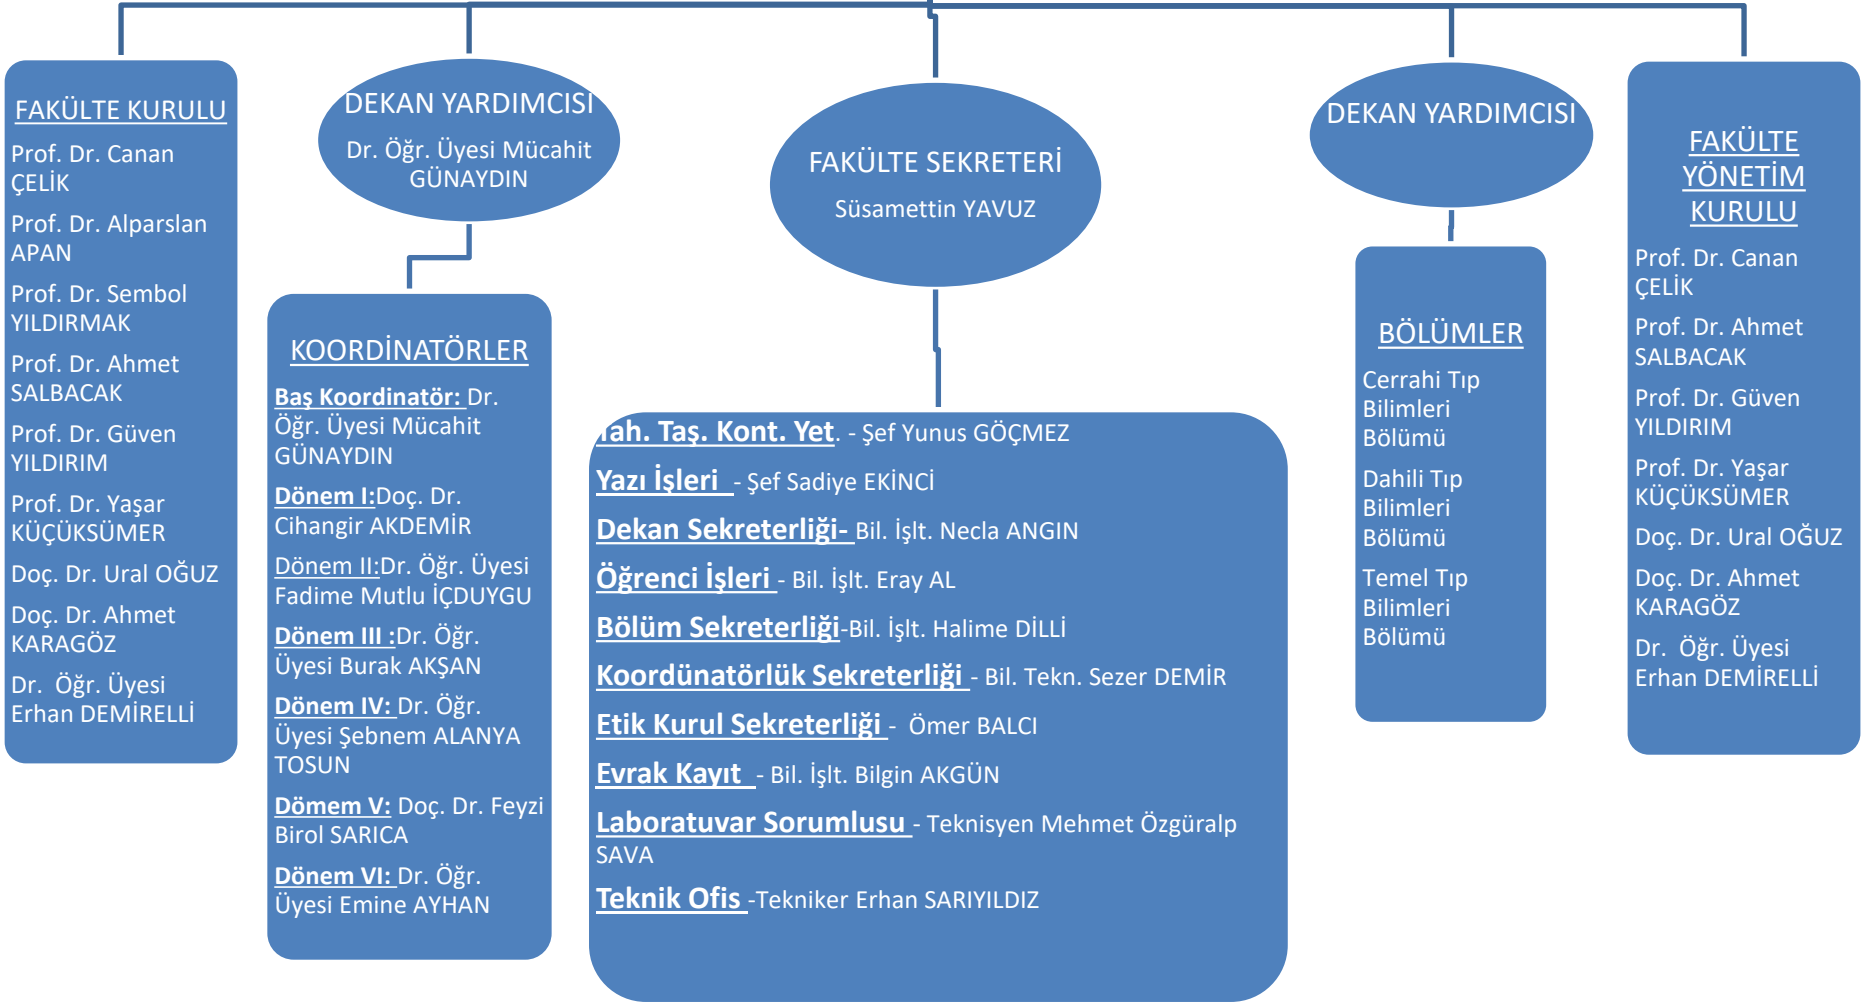 FAKÜLTE KURULU
Prof. Dr. Canan
ÇELİK
Prof. Dr. Alparslan
APAN
Prof. Dr. Sembol
YILDIRMAK
Prof. Dr. Ahmet
SALBACAK
Prof. Dr. Güven
YILDIRIM
Prof. Dr. Yaşar
KÜÇÜKSÜMER
Doç. Dr. Ural OĞUZ
Doç. Dr. Ahmet
KARAGÖZ
Dr. Öğr. Üyesi
Erhan DEMİRELLİ
DEKAN YARDIMCISI
Dr. Öğr. Üyesi Mücahit
GÜNAYDIN
KOORDİNATÖRLER
Baş Koordinatör: Dr.
Öğr. Üyesi Mücahit
GÜNAYDIN
Dönem I:Doç. Dr.
Cihangir AKDEMİR
Dönem II:Dr. Öğr. Üyesi
Fadime Mutlu İÇDUYGU
Dönem III :Dr. Öğr.
Üyesi Burak AKŞAN
Dönem IV: Dr. Öğr.
Üyesi Şebnem ALANYA
TOSUN
Dömem V: Doç. Dr. Feyzi
Birol SARICA
Dönem VI: Dr. Öğr.
Üyesi Emine AYHAN
FAKÜLTE SEKRETERİ
Süsamettin YAVUZ
Tah. Taş. Kont. Yet. - Şef Yunus GÖÇMEZ
Yazı İşleri - Şef Sadiye EKİNCİ
Dekan Sekreterliği- Bil. İşlt. Necla ANGIN
Öğrenci İşleri - Bil. İşlt. Eray AL
Bölüm Sekreterliği-Bil. İşlt. Halime DİLLİ
Koordünatörlük Sekreterliği - Bil. Tekn. Sezer DEMİR
Etik Kurul Sekreterliği - Ömer BALCI
Evrak Kayıt - Bil. İşlt. Bilgin AKGÜN
Laboratuvar Sorumlusu - Teknisyen Mehmet Özgüralp
SAVA
Teknik Ofis -Tekniker Erhan SARIYILDIZ
DEKAN YARDIMCISI
BÖLÜMLER
Cerrahi Tıp
Bilimleri
Bölümü
Dahili Tıp
Bilimleri
Bölümü
Temel Tıp
Bilimleri
Bölümü
FAKÜLTE
YÖNETİM
KURULU
Prof. Dr. Canan
ÇELİK
Prof. Dr. Ahmet
SALBACAK
Prof. Dr. Güven
YILDIRIM
Prof. Dr. Yaşar
KÜÇÜKSÜMER
Doç. Dr. Ural OĞUZ
Doç. Dr. Ahmet
KARAGÖZ
Dr. Öğr. Üyesi
Erhan DEMİRELLİ